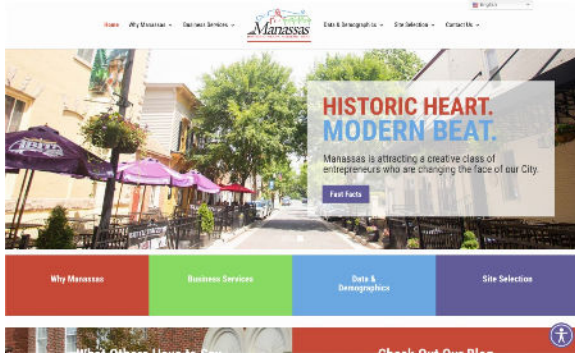 English
Home
Why Manassas
Business Services
Manassas
Data & Demographics
Site Selection
Contact Us
HISTORIC HEART.
MODERN BEAT.
Manassas is attracting a creative class of
entrepreneurs who are changing the face of our City.
Fast Facts
Why Manassas
Business Services
Data &
Demographics
Site Selection
What Others Have to Say
Check Out Our Blog